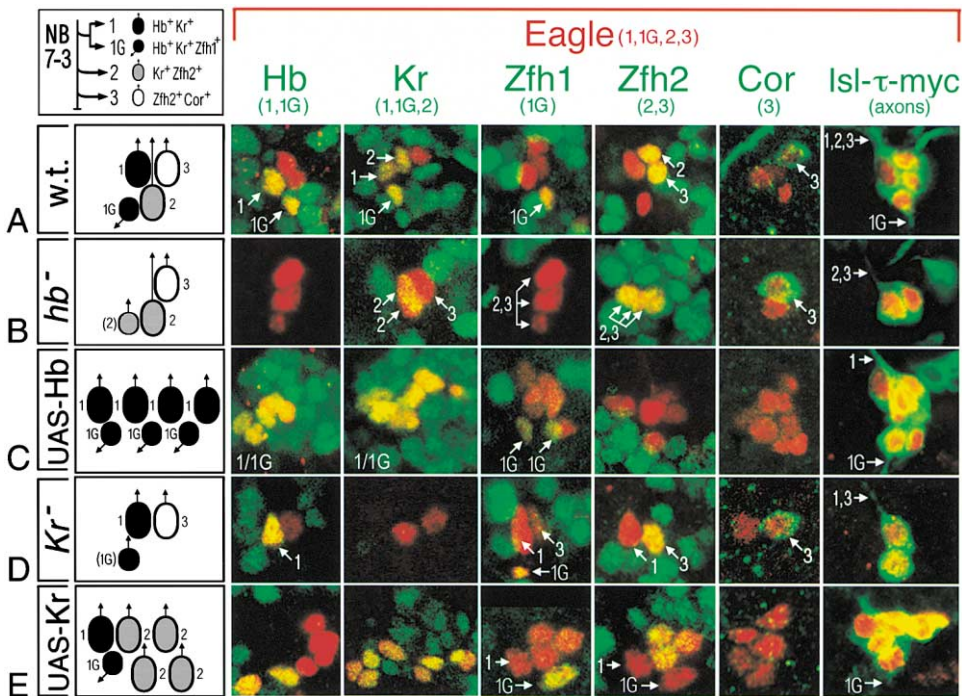 NB 7-3
1 Hb+Kr+
1G Hb+Kr+Zfh1+
2 Kr+Zfh2+
3 Zfh2+Cor+
Eagle (1,1G,2,3)
Hb Kr Zfh1 Zfh2 Cor Isl-τ-myc
(1,1G) (1,1G,2) (1G) (2,3) (3) (axons)
A w.t.
1 3 1G 2
1 1G
2 1 1G
1G
2 3
3
1,2,3 1G
B hb-
3 (2) 2
2 2 3
2,3
2,3
3
2,3
C UAS-Hb
1 1 1 1 1G 1G 1G
1/1G
1/1G
1G 1G
1 1G
D Kr-
1 3 (1G)
1
1 3 1G
1 3
3
1,3
E UAS-Kr
1 2 2 1G 2 2
1 1G
1 1G
1G